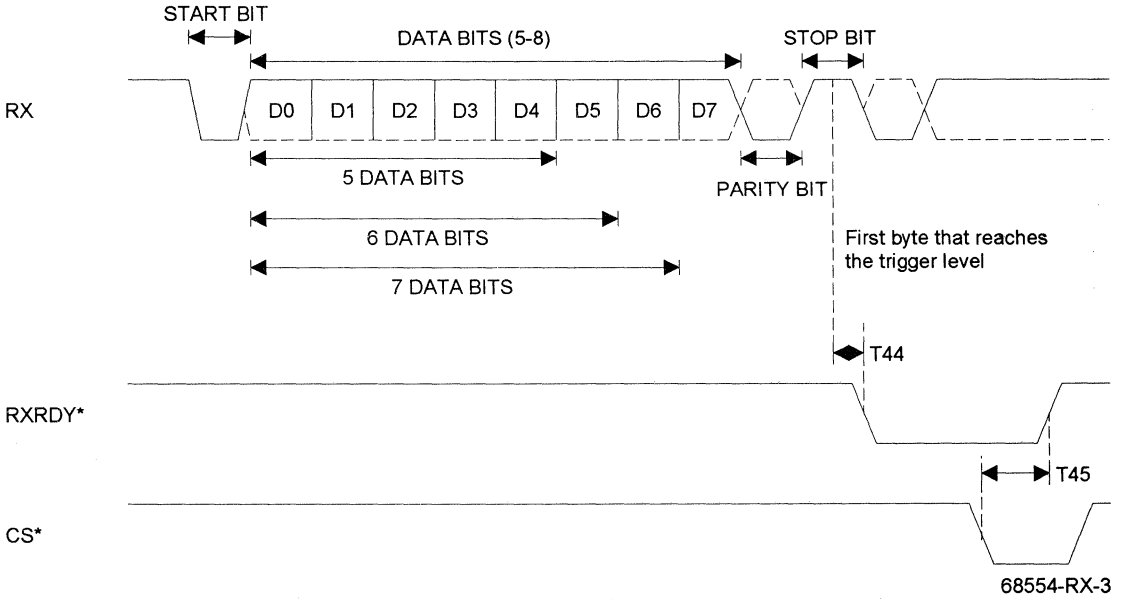 START BIT
DATA BITS (5-8)
STOP BIT
RX
D0 D1 D2 D3 D4 D5 D6 D7
5 DATA BITS
PARITY BIT
6 DATA BITS
First byte that reaches
the trigger level
7 DATA BITS
T44
RXRDY*
T45
CS*
68554-RX-3